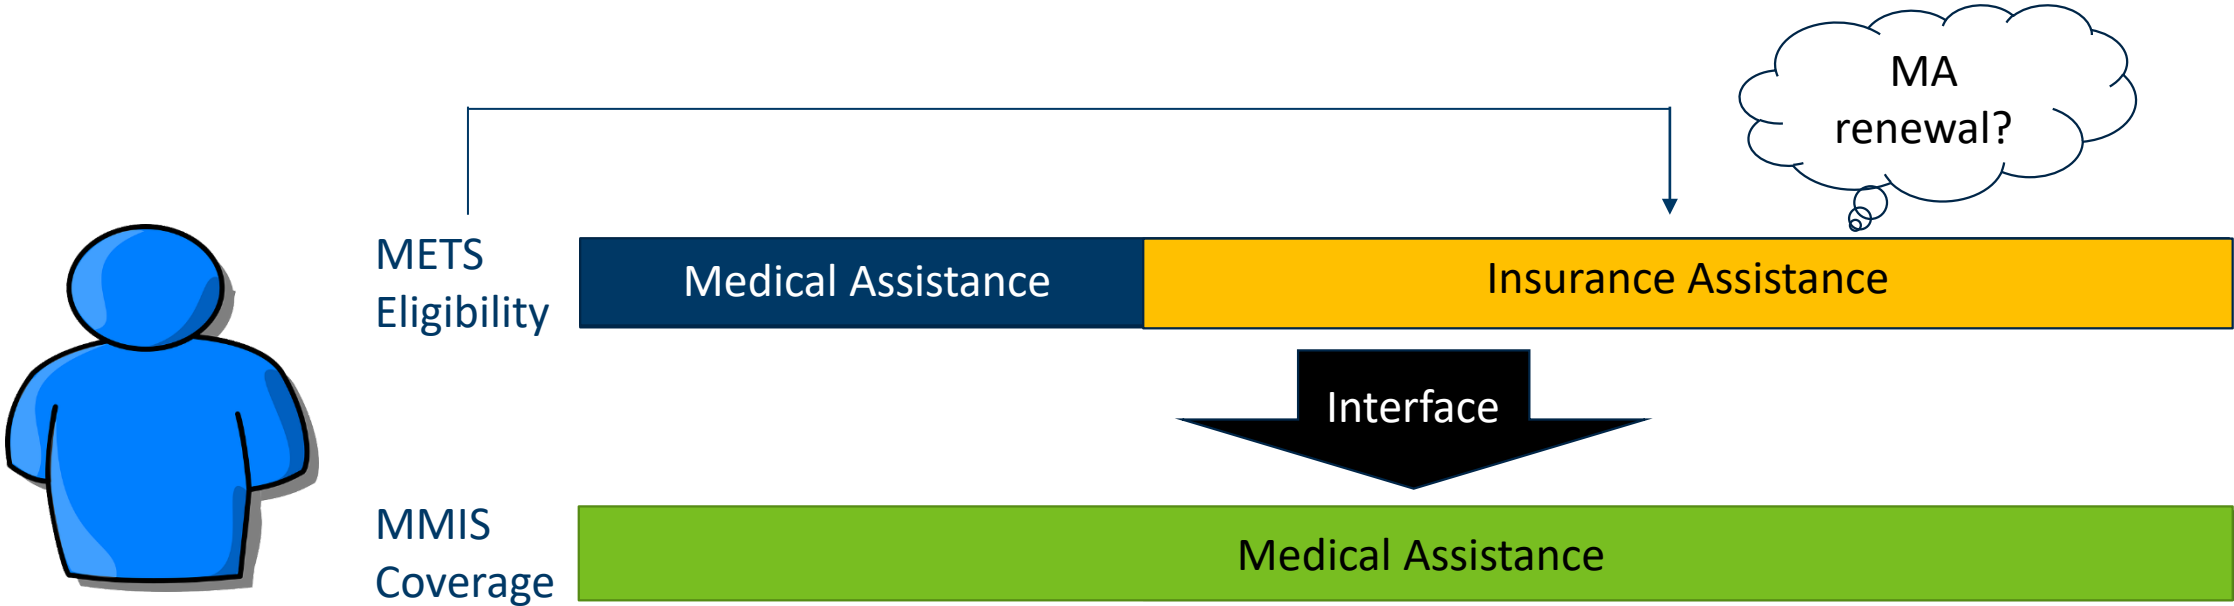 MA
renewal?
METS
Eligibility
Medical Assistance
Insurance Assistance
Interface
MMIS
Coverage
Medical Assistance